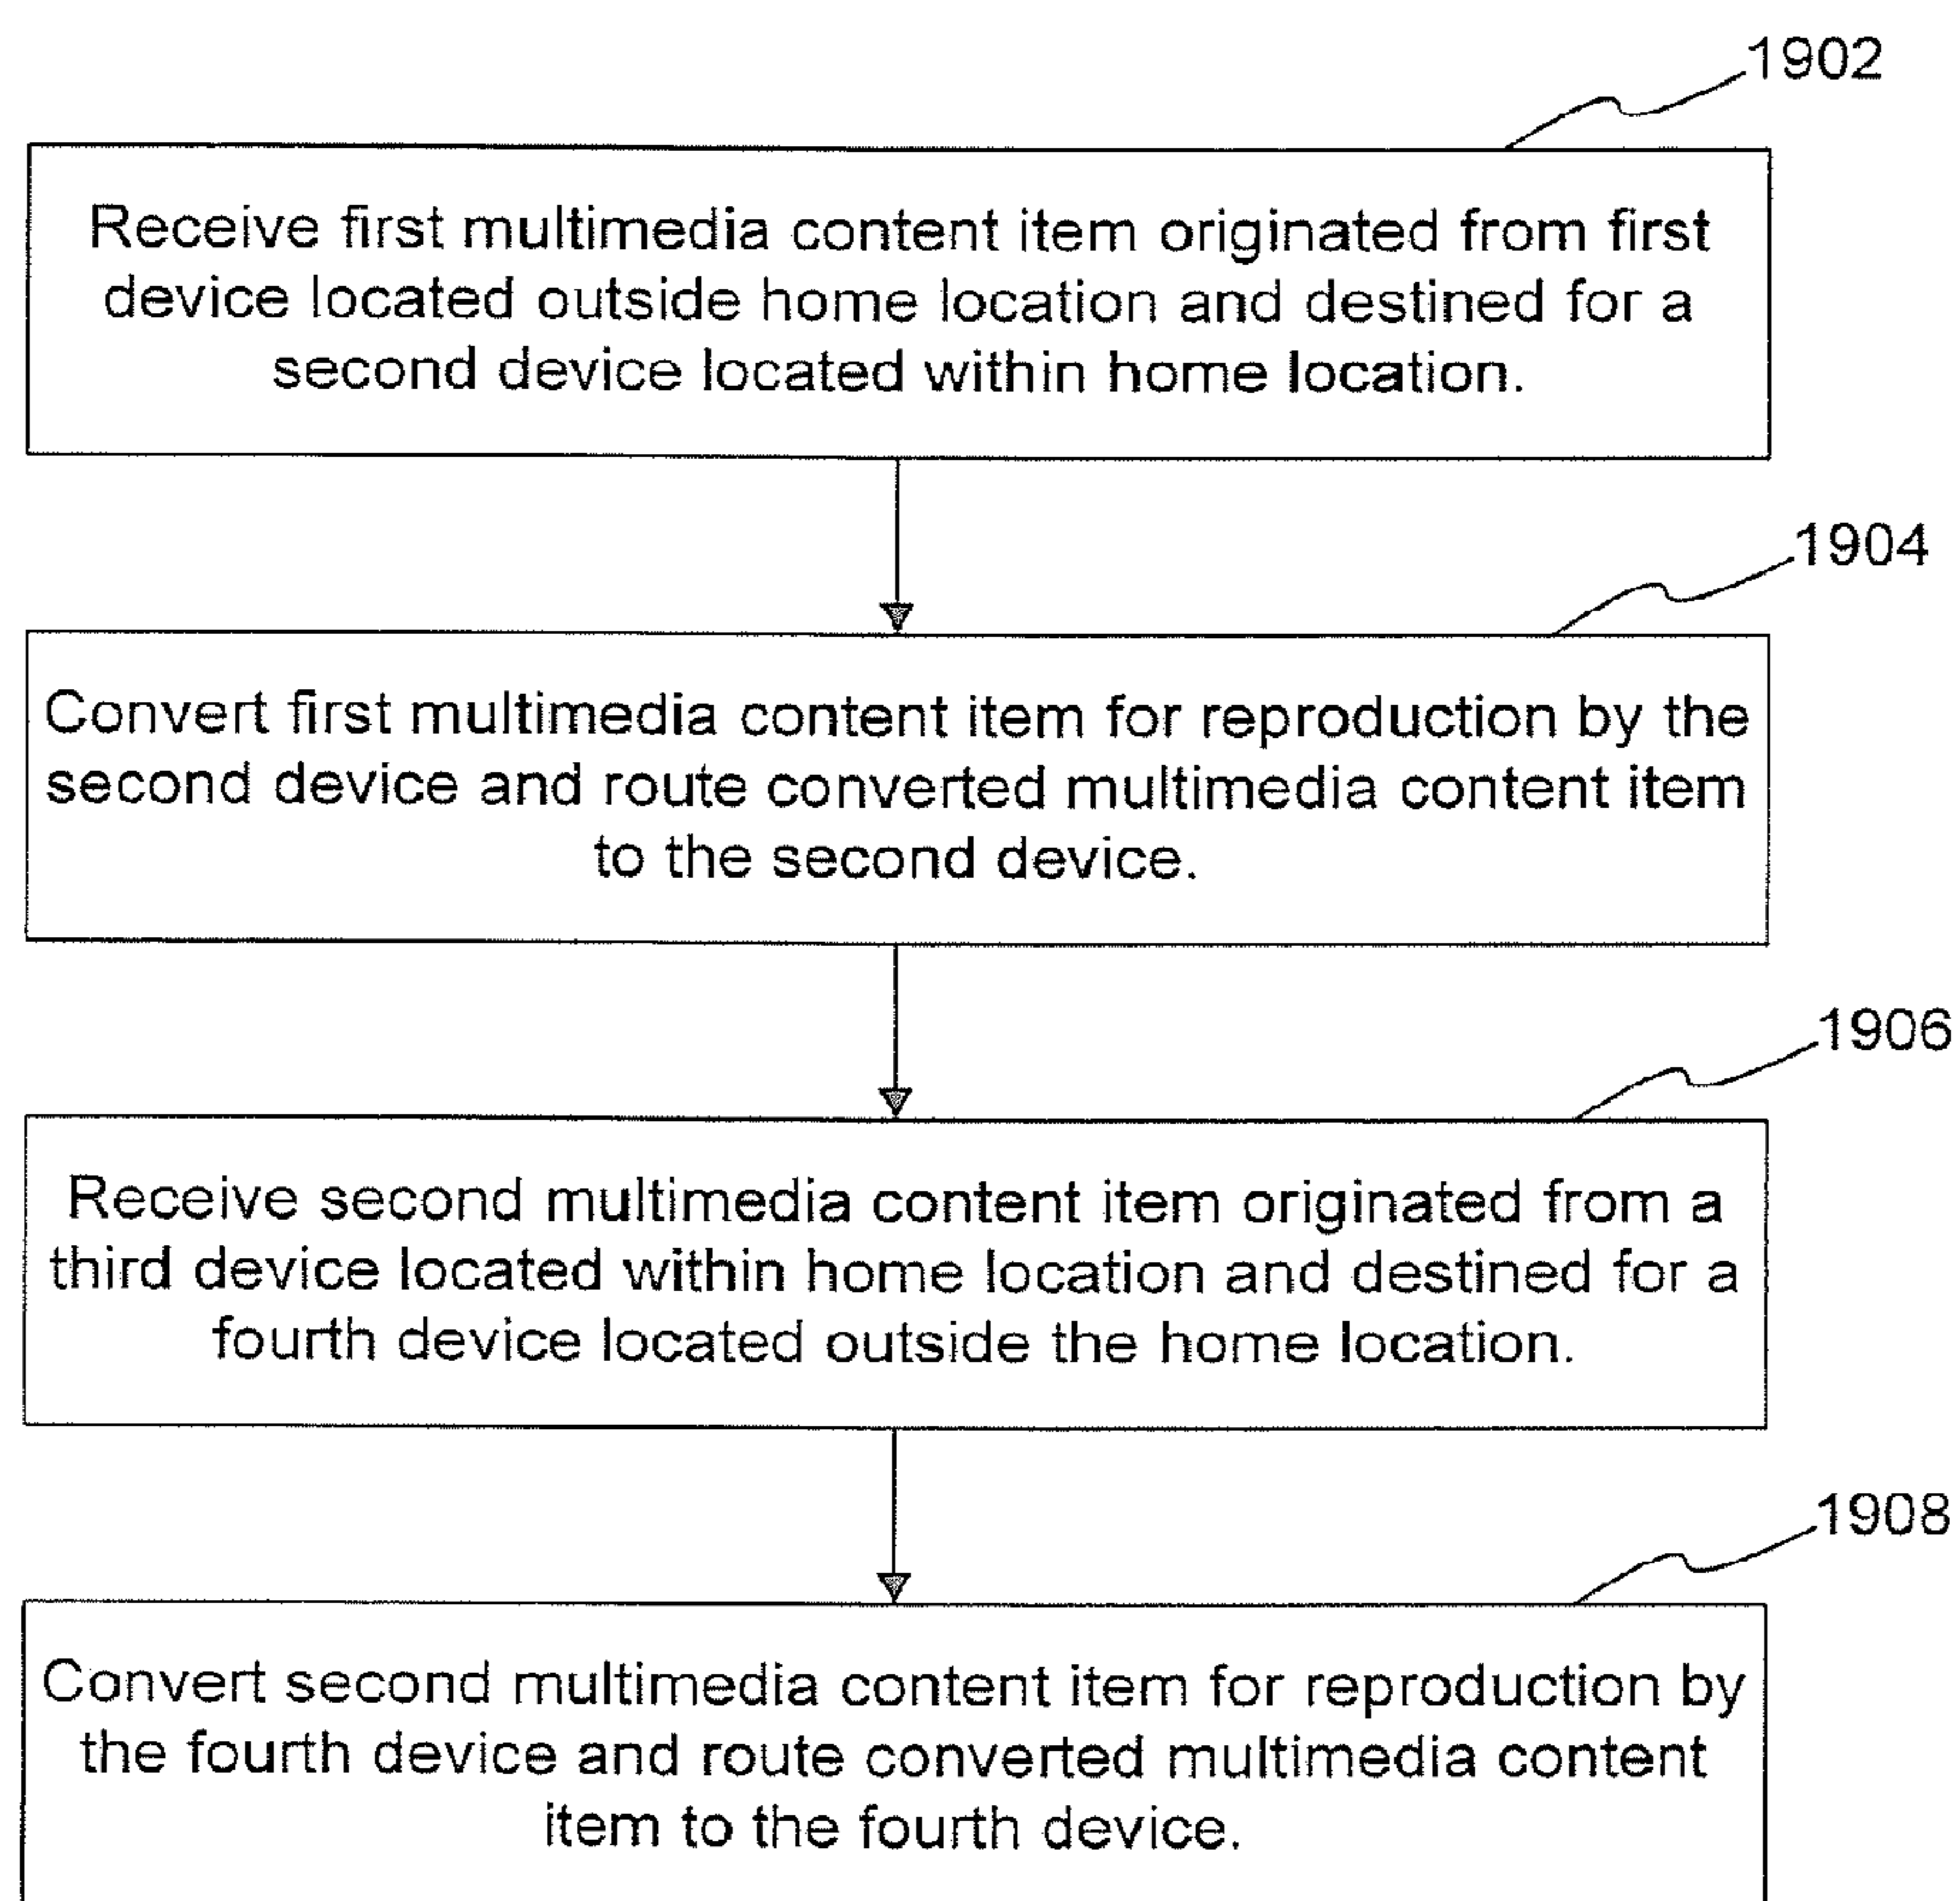 1902
Receive first multimedia content item originated from first
device located outside home location and destined for a
second device located within home location.
1904
Convert first multimedia content item for reproduction by the
second device and route converted multimedia content item
to the second device.
1906
Receive second multimedia content item originated from a
third device located within home location and destined for a
fourth device located outside the home location.
1908
Convert second multimedia content item for reproduction by
the fourth device and route converted multimedia content
item to the fourth device.